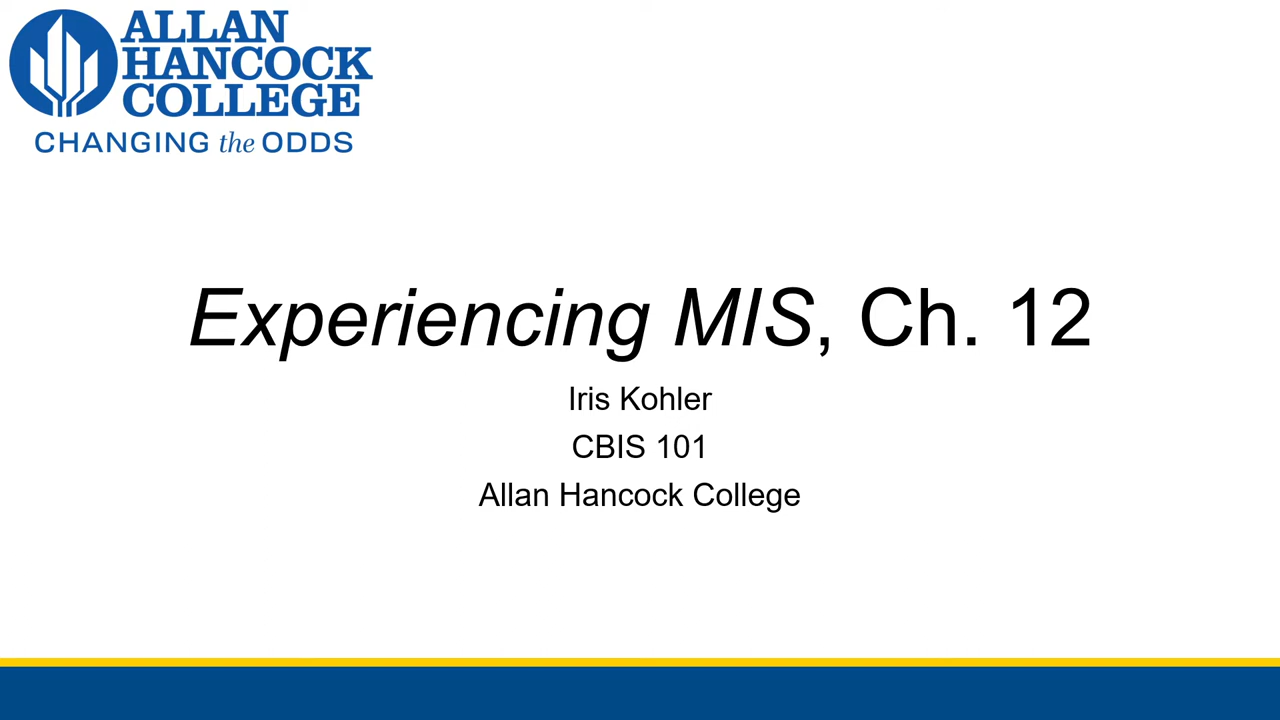 ALLAN
HANCOCK
COLLEGE
CHANGING the ODDS
Experiencing MIS, Ch. 12
Iris Kohler
CBIS 101
Allan Hancock College